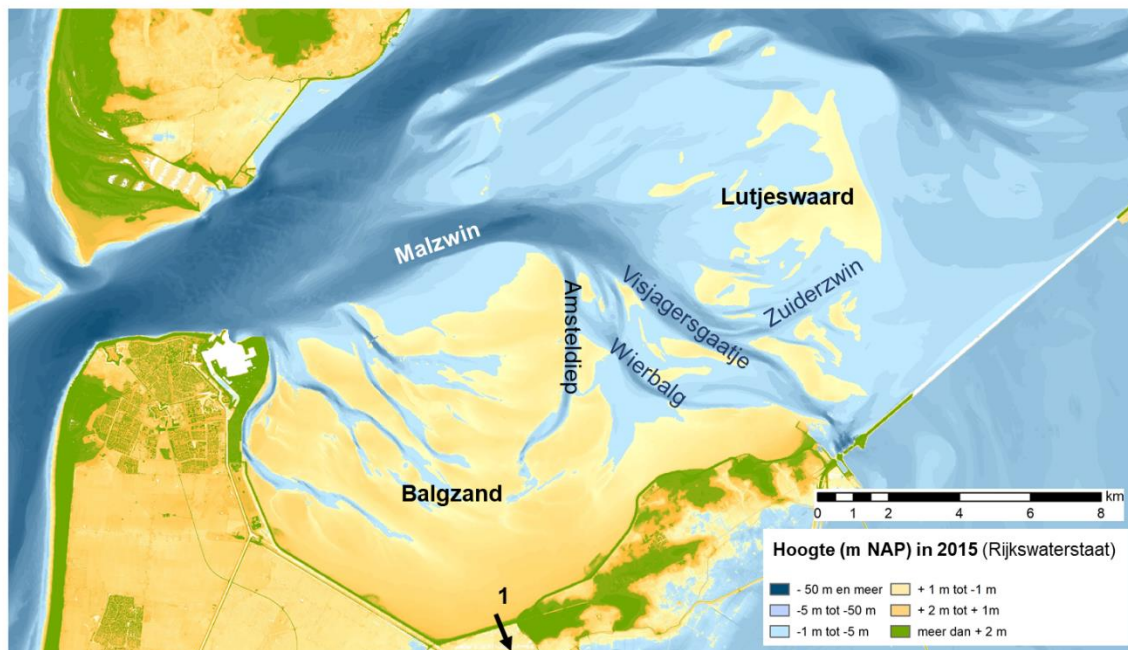 Lutjeswaard
Malzwin
Visjagersgaatje
Zuiderzwin
Amsteldiep
Wierbalg
Balgzand
1
km
0 1 2 4 6 8
Hoogte (m NAP) in 2015 (Rijkswaterstaat)
- 50 m en meer
+ 1 m tot -1 m
-5 m tot -50 m
+ 2 m tot + 1m
-1 m tot -5 m
meer dan + 2 m